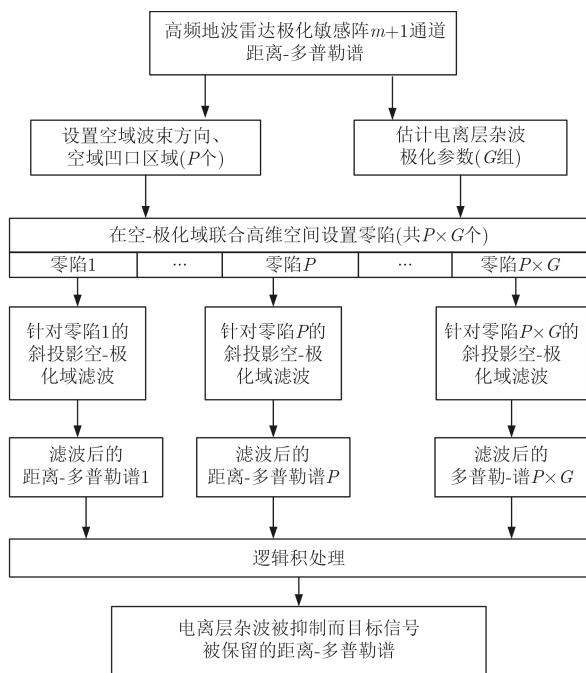 高频地波雷达极化敏感阵m+1通道
距离-多普勒谱
设置空域波束方向、
空域凹口区域(P个)
估计电离层杂波
极化参数(G组)
在空-极化域联合高维空间设置零陷(共P×G个)
零陷1
…
零陷P
…
零陷P×G
针对零陷1的
斜投影空-极
化域滤波
针对零陷P的
斜投影空-极
化域滤波
针对零陷P×G的
斜投影空-极
化域滤波
滤波后的
距离-多普勒谱1
滤波后的
距离-多普勒谱P
滤波后的
多普勒-谱P×G
逻辑积处理
电离层杂波被抑制而目标信号
被保留的距离-多普勒谱